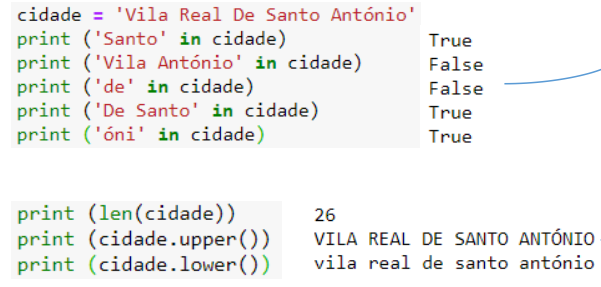 cidade = 'Vila Real De Santo António'
print ('Santo' in cidade) True
print ('Vila António' in cidade) False
print ('de' in cidade) False
print ('De Santo' in cidade) True
print ('óni' in cidade) True
print (len(cidade)) 26
print (cidade.upper()) VILA REAL DE SANTO ANTÓNIO
print (cidade.lower()) vila real de santo antónio